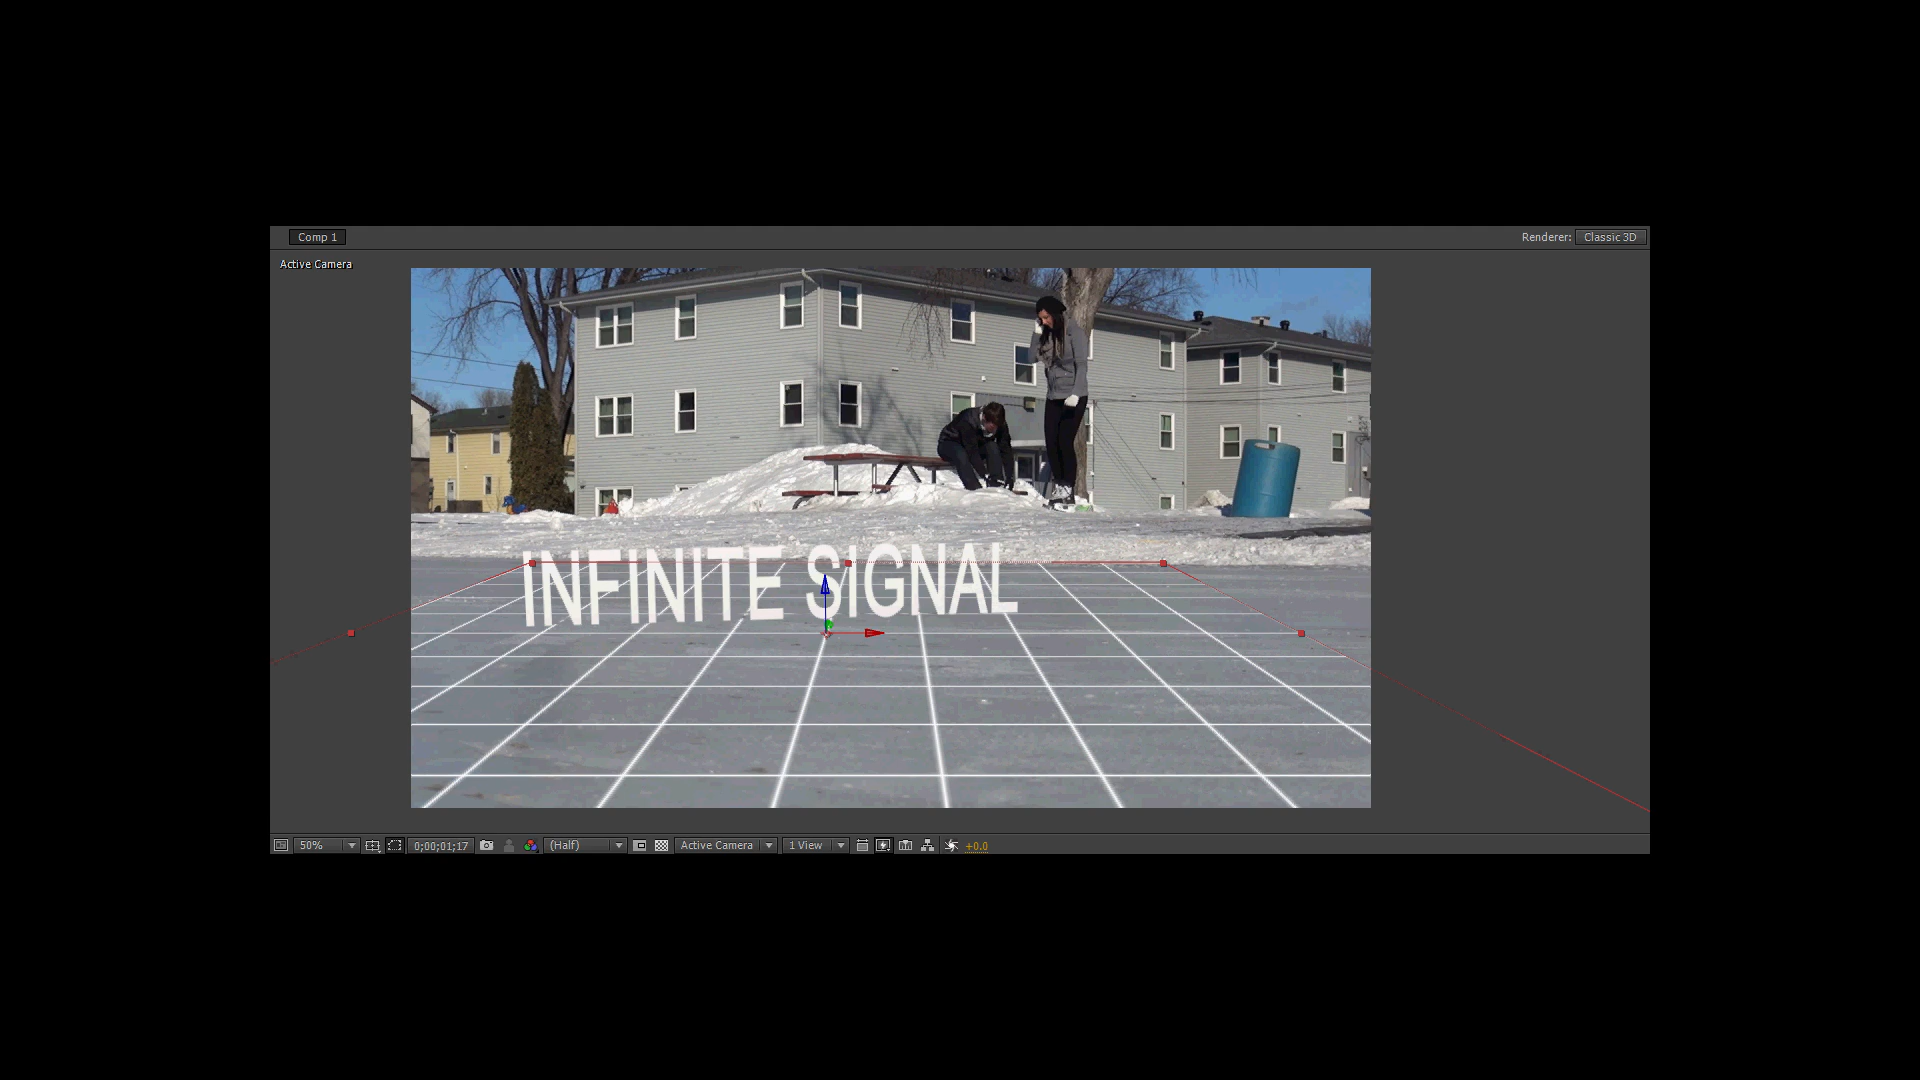 Comp 1
Renderer: Classic 3D
Active Camera
INFINITE SIGNAL
50%
0;00;01;17
(Half)
Active Camera
1 View
+0.0